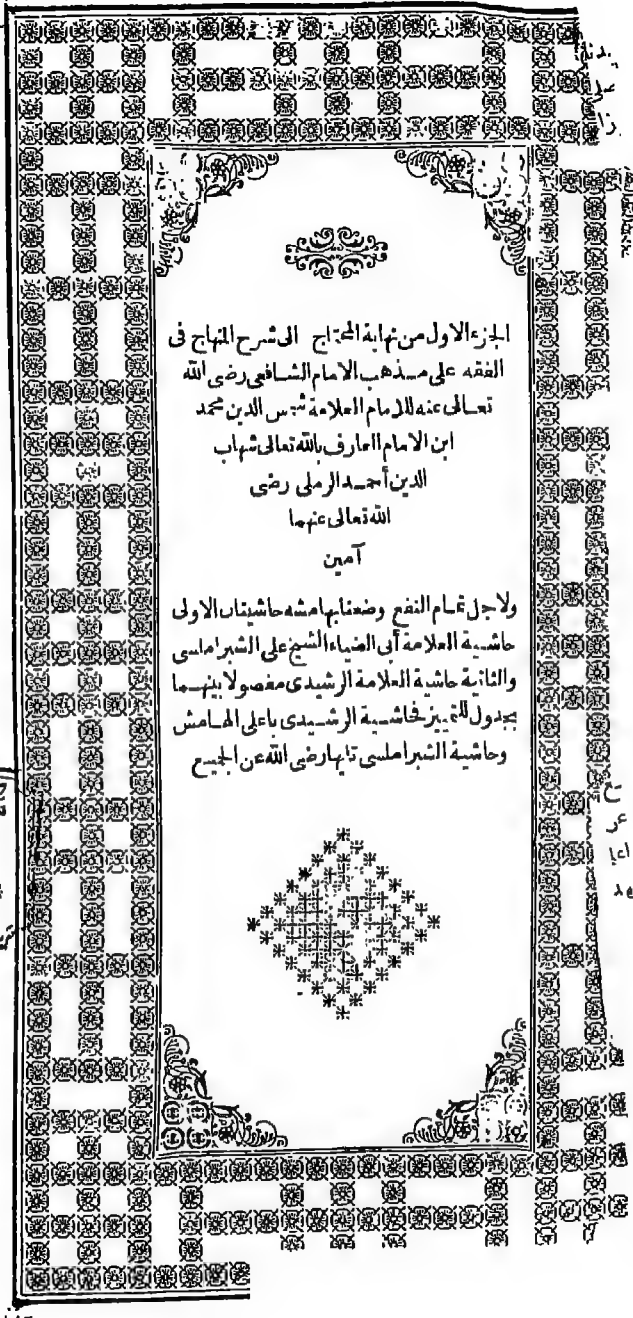 الجزء الاول من نهاية المحتاج الى شرح المنهاج فى
الفقه على مذهب الامام الشافعى رضى الله
تعالى عنه للامام العلامة شمس الدين محمد
ابن الامام العارف بالله تعالى شهاب
الدين أحمد الرملى رضى
الله تعالى عنهما
آمين
ولاجل تمام النفع وضعنا بهامشه حاشيتان الاولى
حاشية العلامة أبى الضياء الشيخ على الشبراملسى
والثانية حاشية العلامة الرشيدى مفصولا بينهما
بجدول للتمييز فحاشية الرشيدى باعلى الهامش
وحاشية الشبراملسى تليها رضى الله عن الجميع